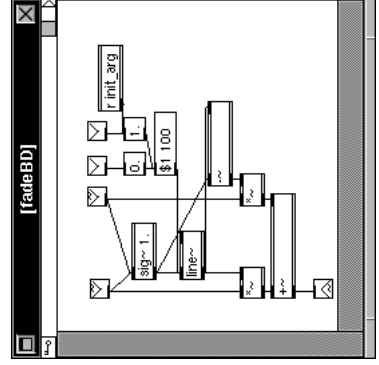 [fadeBD]
r init_arg
0.
1.
$1 100
sig~ 1.
line~
-~
*~
*~
+~